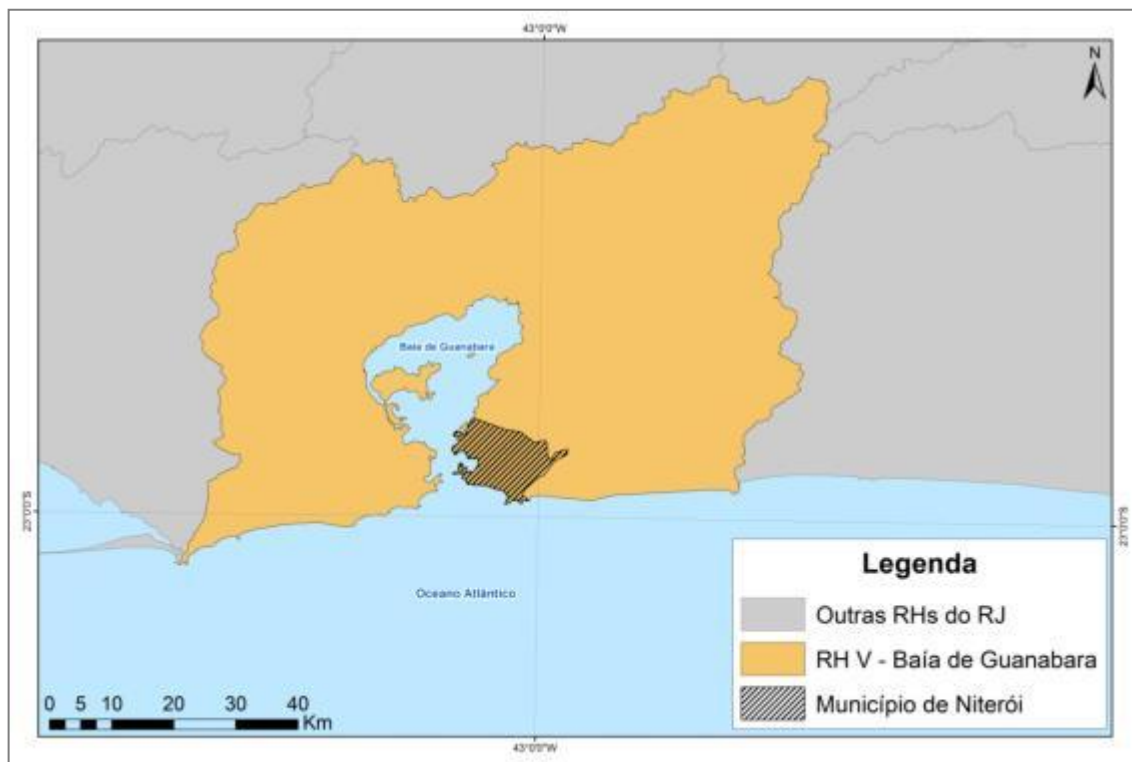 43°0'0"W
N
Baía de Guanabara
23°0'0"S
23°0'0"S
Oceano Atlântico
Legenda
Outras RHs do RJ
RH V - Baía de Guanabara
Município de Niterói
0 5 10 20 30 40
Km
43°0'0"W